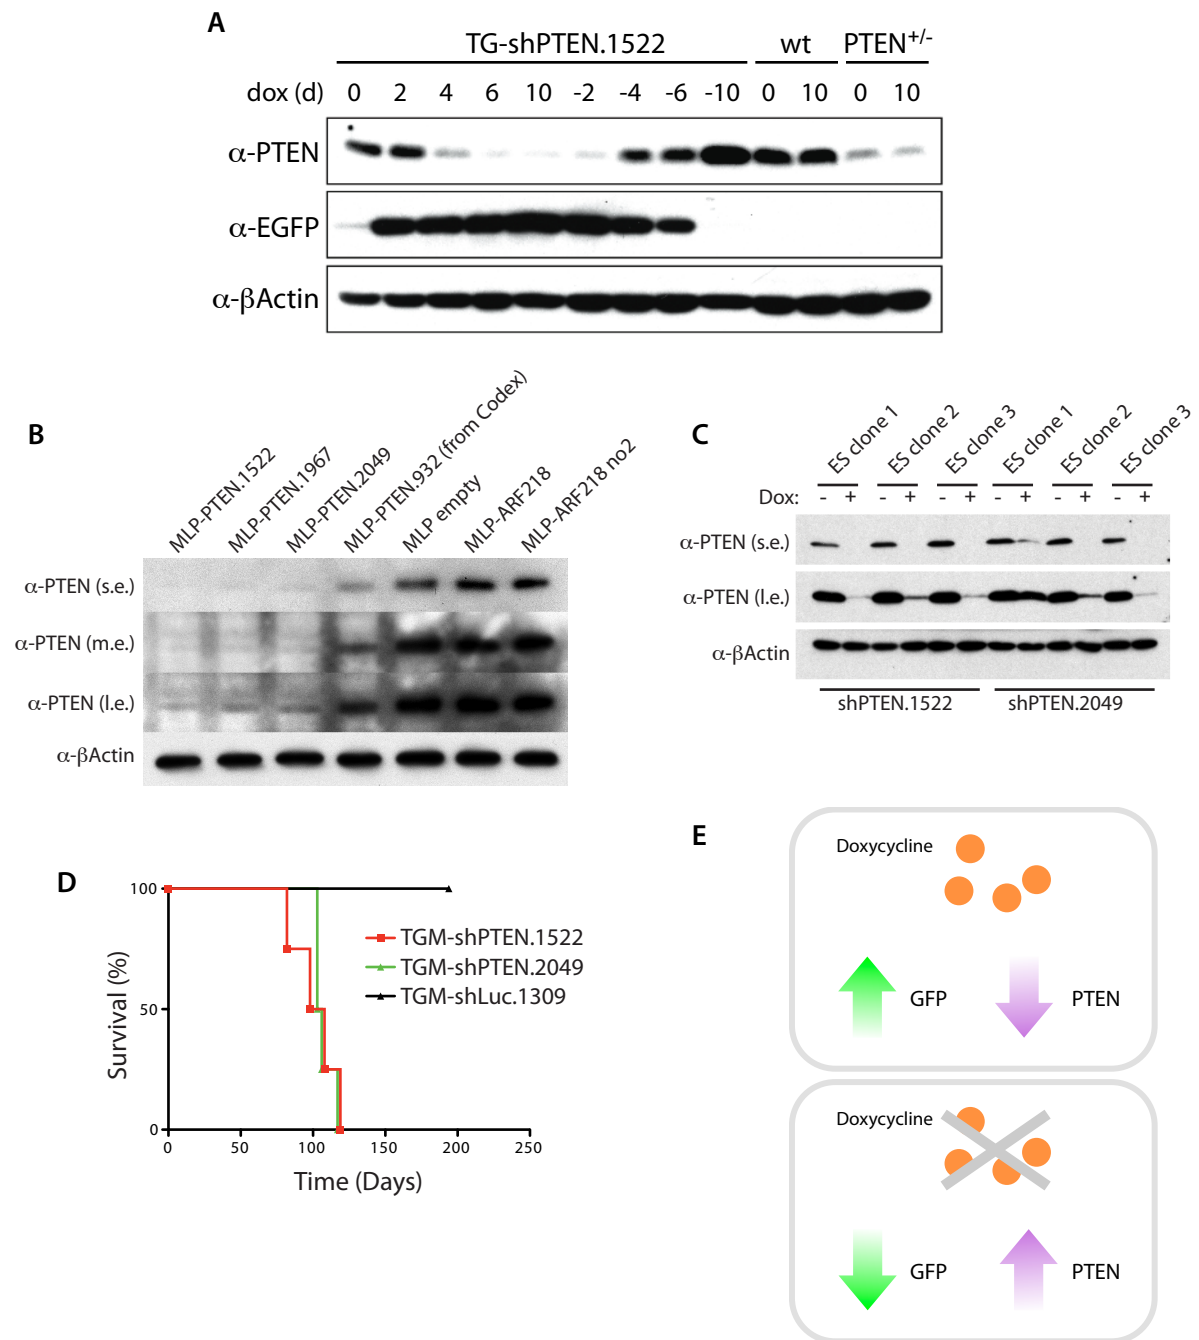 A
TG-shPTEN.1522 wt PTEN+/-
dox (d) 0 2 4 6 10 -2 -4 -6 -10 0 10 0 10
α-PTEN
α-EGFP
α-βActin
B
MLP-PTEN.1522
MLP-PTEN.1967
MLP-PTEN.2049
MLP-PTEN.932 (from Codex)
MLP empty
MLP-ARF218
MLP-ARF218 no2
α-PTEN (s.e.)
α-PTEN (m.e.)
α-PTEN (l.e.)
α-βActin
C
ES clone 1
ES clone 2
ES clone 3
ES clone 1
ES clone 2
ES clone 3
Dox: - + - + - + - + - + - +
α-PTEN (s.e.)
α-PTEN (l.e.)
α-βActin
shPTEN.1522 shPTEN.2049
D
100
50
0
Survival (%)
0 50 100 150 200 250
Time (Days)
TGM-shPTEN.1522
TGM-shPTEN.2049
TGM-shLuc.1309
E
Doxycycline
GFP PTEN
Doxycycline
GFP PTEN